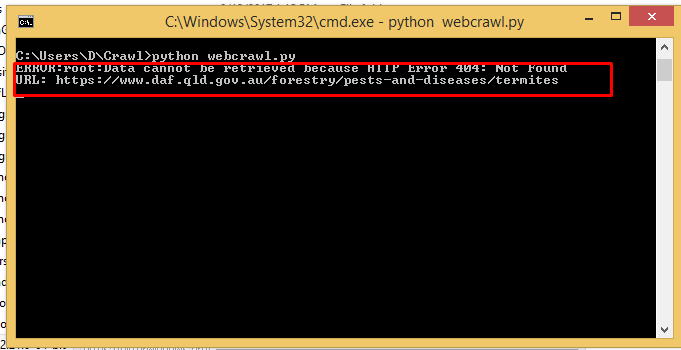 C:\Windows\System32\cmd.exe - python webcrawl.py
C:\Users\D\Crawl>python webcrawl.py
ERROR:root:Data cannot be retrieved because HTTP Error 404: Not Found
URL: https://www.daf.qld.gov.au/forestry/pests-and-diseases/termites